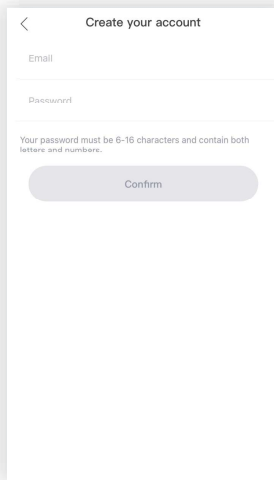 Create your account
Email
Password
Your password must be 6-16 characters and contain both
letters and numbers.
Confirm